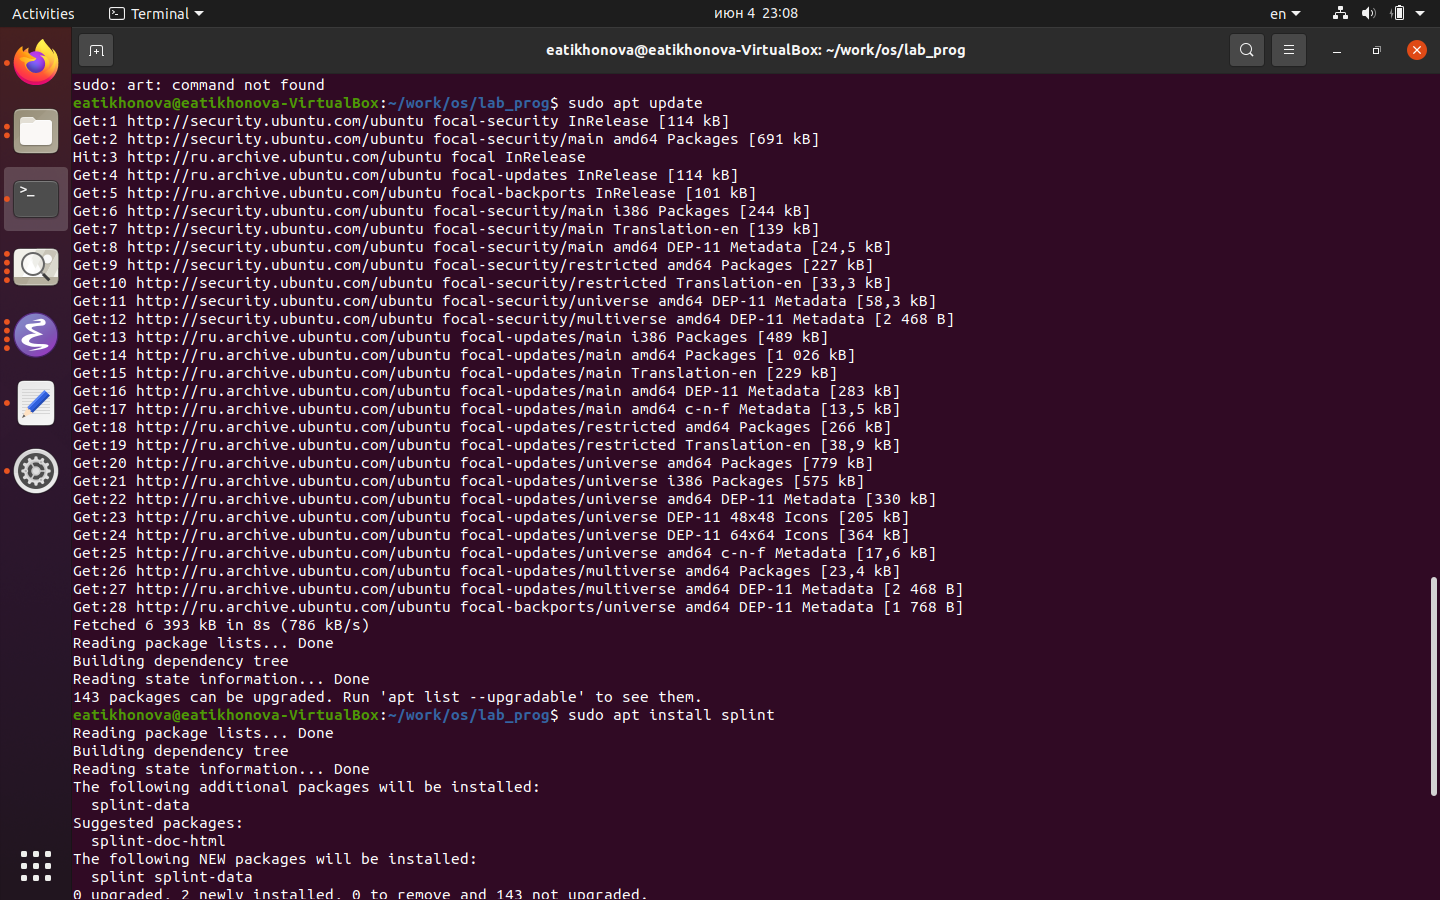 Activities
Terminal
июн 4 23:08
en
eatikhonova@eatikhonova-VirtualBox: ~/work/os/lab_prog
sudo: art: command not found
eatikhonova@eatikhonova-VirtualBox:~/work/os/lab_prog$ sudo apt update
Get:1 http://security.ubuntu.com/ubuntu focal-security InRelease [114 kB]
Get:2 http://security.ubuntu.com/ubuntu focal-security/main amd64 Packages [691 kB]
Hit:3 http://ru.archive.ubuntu.com/ubuntu focal InRelease
Get:4 http://ru.archive.ubuntu.com/ubuntu focal-updates InRelease [114 kB]
Get:5 http://ru.archive.ubuntu.com/ubuntu focal-backports InRelease [101 kB]
Get:6 http://security.ubuntu.com/ubuntu focal-security/main i386 Packages [244 kB]
Get:7 http://security.ubuntu.com/ubuntu focal-security/main Translation-en [139 kB]
Get:8 http://security.ubuntu.com/ubuntu focal-security/main amd64 DEP-11 Metadata [24,5 kB]
Get:9 http://security.ubuntu.com/ubuntu focal-security/restricted amd64 Packages [227 kB]
Get:10 http://security.ubuntu.com/ubuntu focal-security/restricted Translation-en [33,3 kB]
Get:11 http://security.ubuntu.com/ubuntu focal-security/universe amd64 DEP-11 Metadata [58,3 kB]
Get:12 http://security.ubuntu.com/ubuntu focal-security/multiverse amd64 DEP-11 Metadata [2 468 B]
Get:13 http://ru.archive.ubuntu.com/ubuntu focal-updates/main i386 Packages [489 kB]
Get:14 http://ru.archive.ubuntu.com/ubuntu focal-updates/main amd64 Packages [1 026 kB]
Get:15 http://ru.archive.ubuntu.com/ubuntu focal-updates/main Translation-en [229 kB]
Get:16 http://ru.archive.ubuntu.com/ubuntu focal-updates/main amd64 DEP-11 Metadata [283 kB]
Get:17 http://ru.archive.ubuntu.com/ubuntu focal-updates/main amd64 c-n-f Metadata [13,5 kB]
Get:18 http://ru.archive.ubuntu.com/ubuntu focal-updates/restricted amd64 Packages [266 kB]
Get:19 http://ru.archive.ubuntu.com/ubuntu focal-updates/restricted Translation-en [38,9 kB]
Get:20 http://ru.archive.ubuntu.com/ubuntu focal-updates/universe amd64 Packages [779 kB]
Get:21 http://ru.archive.ubuntu.com/ubuntu focal-updates/universe i386 Packages [575 kB]
Get:22 http://ru.archive.ubuntu.com/ubuntu focal-updates/universe amd64 DEP-11 Metadata [330 kB]
Get:23 http://ru.archive.ubuntu.com/ubuntu focal-updates/universe DEP-11 48x48 Icons [205 kB]
Get:24 http://ru.archive.ubuntu.com/ubuntu focal-updates/universe DEP-11 64x64 Icons [364 kB]
Get:25 http://ru.archive.ubuntu.com/ubuntu focal-updates/universe amd64 c-n-f Metadata [17,6 kB]
Get:26 http://ru.archive.ubuntu.com/ubuntu focal-updates/multiverse amd64 Packages [23,4 kB]
Get:27 http://ru.archive.ubuntu.com/ubuntu focal-updates/multiverse amd64 DEP-11 Metadata [2 468 B]
Get:28 http://ru.archive.ubuntu.com/ubuntu focal-backports/universe amd64 DEP-11 Metadata [1 768 B]
Fetched 6 393 kB in 8s (786 kB/s)
Reading package lists... Done
Building dependency tree
Reading state information... Done
143 packages can be upgraded. Run 'apt list --upgradable' to see them.
eatikhonova@eatikhonova-VirtualBox:~/work/os/lab_prog$ sudo apt install splint
Reading package lists... Done
Building dependency tree
Reading state information... Done
The following additional packages will be installed:
  splint-data
Suggested packages:
  splint-doc-html
The following NEW packages will be installed:
  splint splint-data
0 upgraded, 2 newly installed, 0 to remove and 143 not upgraded.